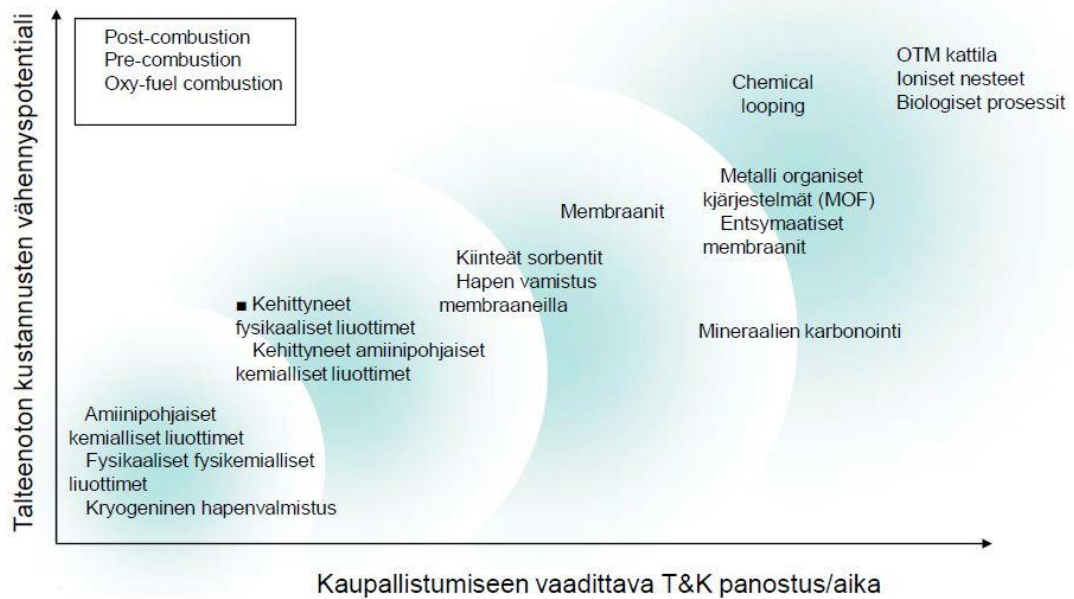 Talteenoton kustannusten vähennyspotentiali
Post-combustion
Pre-combustion
Oxy-fuel combustion
OTM kattila
Ioniset nesteet
Biologiset prosessit
Chemical
looping
Metalli organiset
kjärjestelmät (MOF)
Entsymaatiset
membraanit
Membraanit
Kiinteät sorbentit
Hapen vamistus
membraaneilla
Mineraalien karbonointi
■ Kehittyneet
fysikaaliset liuottimet
Kehittyneet amiinipohjaiset
kemialliset liuottimet
Amiinipohjaiset
kemialliset liuottimet
Fysikaaliset fysikemialliset
liuottimet
Kryogeninen hapenvalmistus
Kaupallistumiseen vaadittava T&K panostus/aika